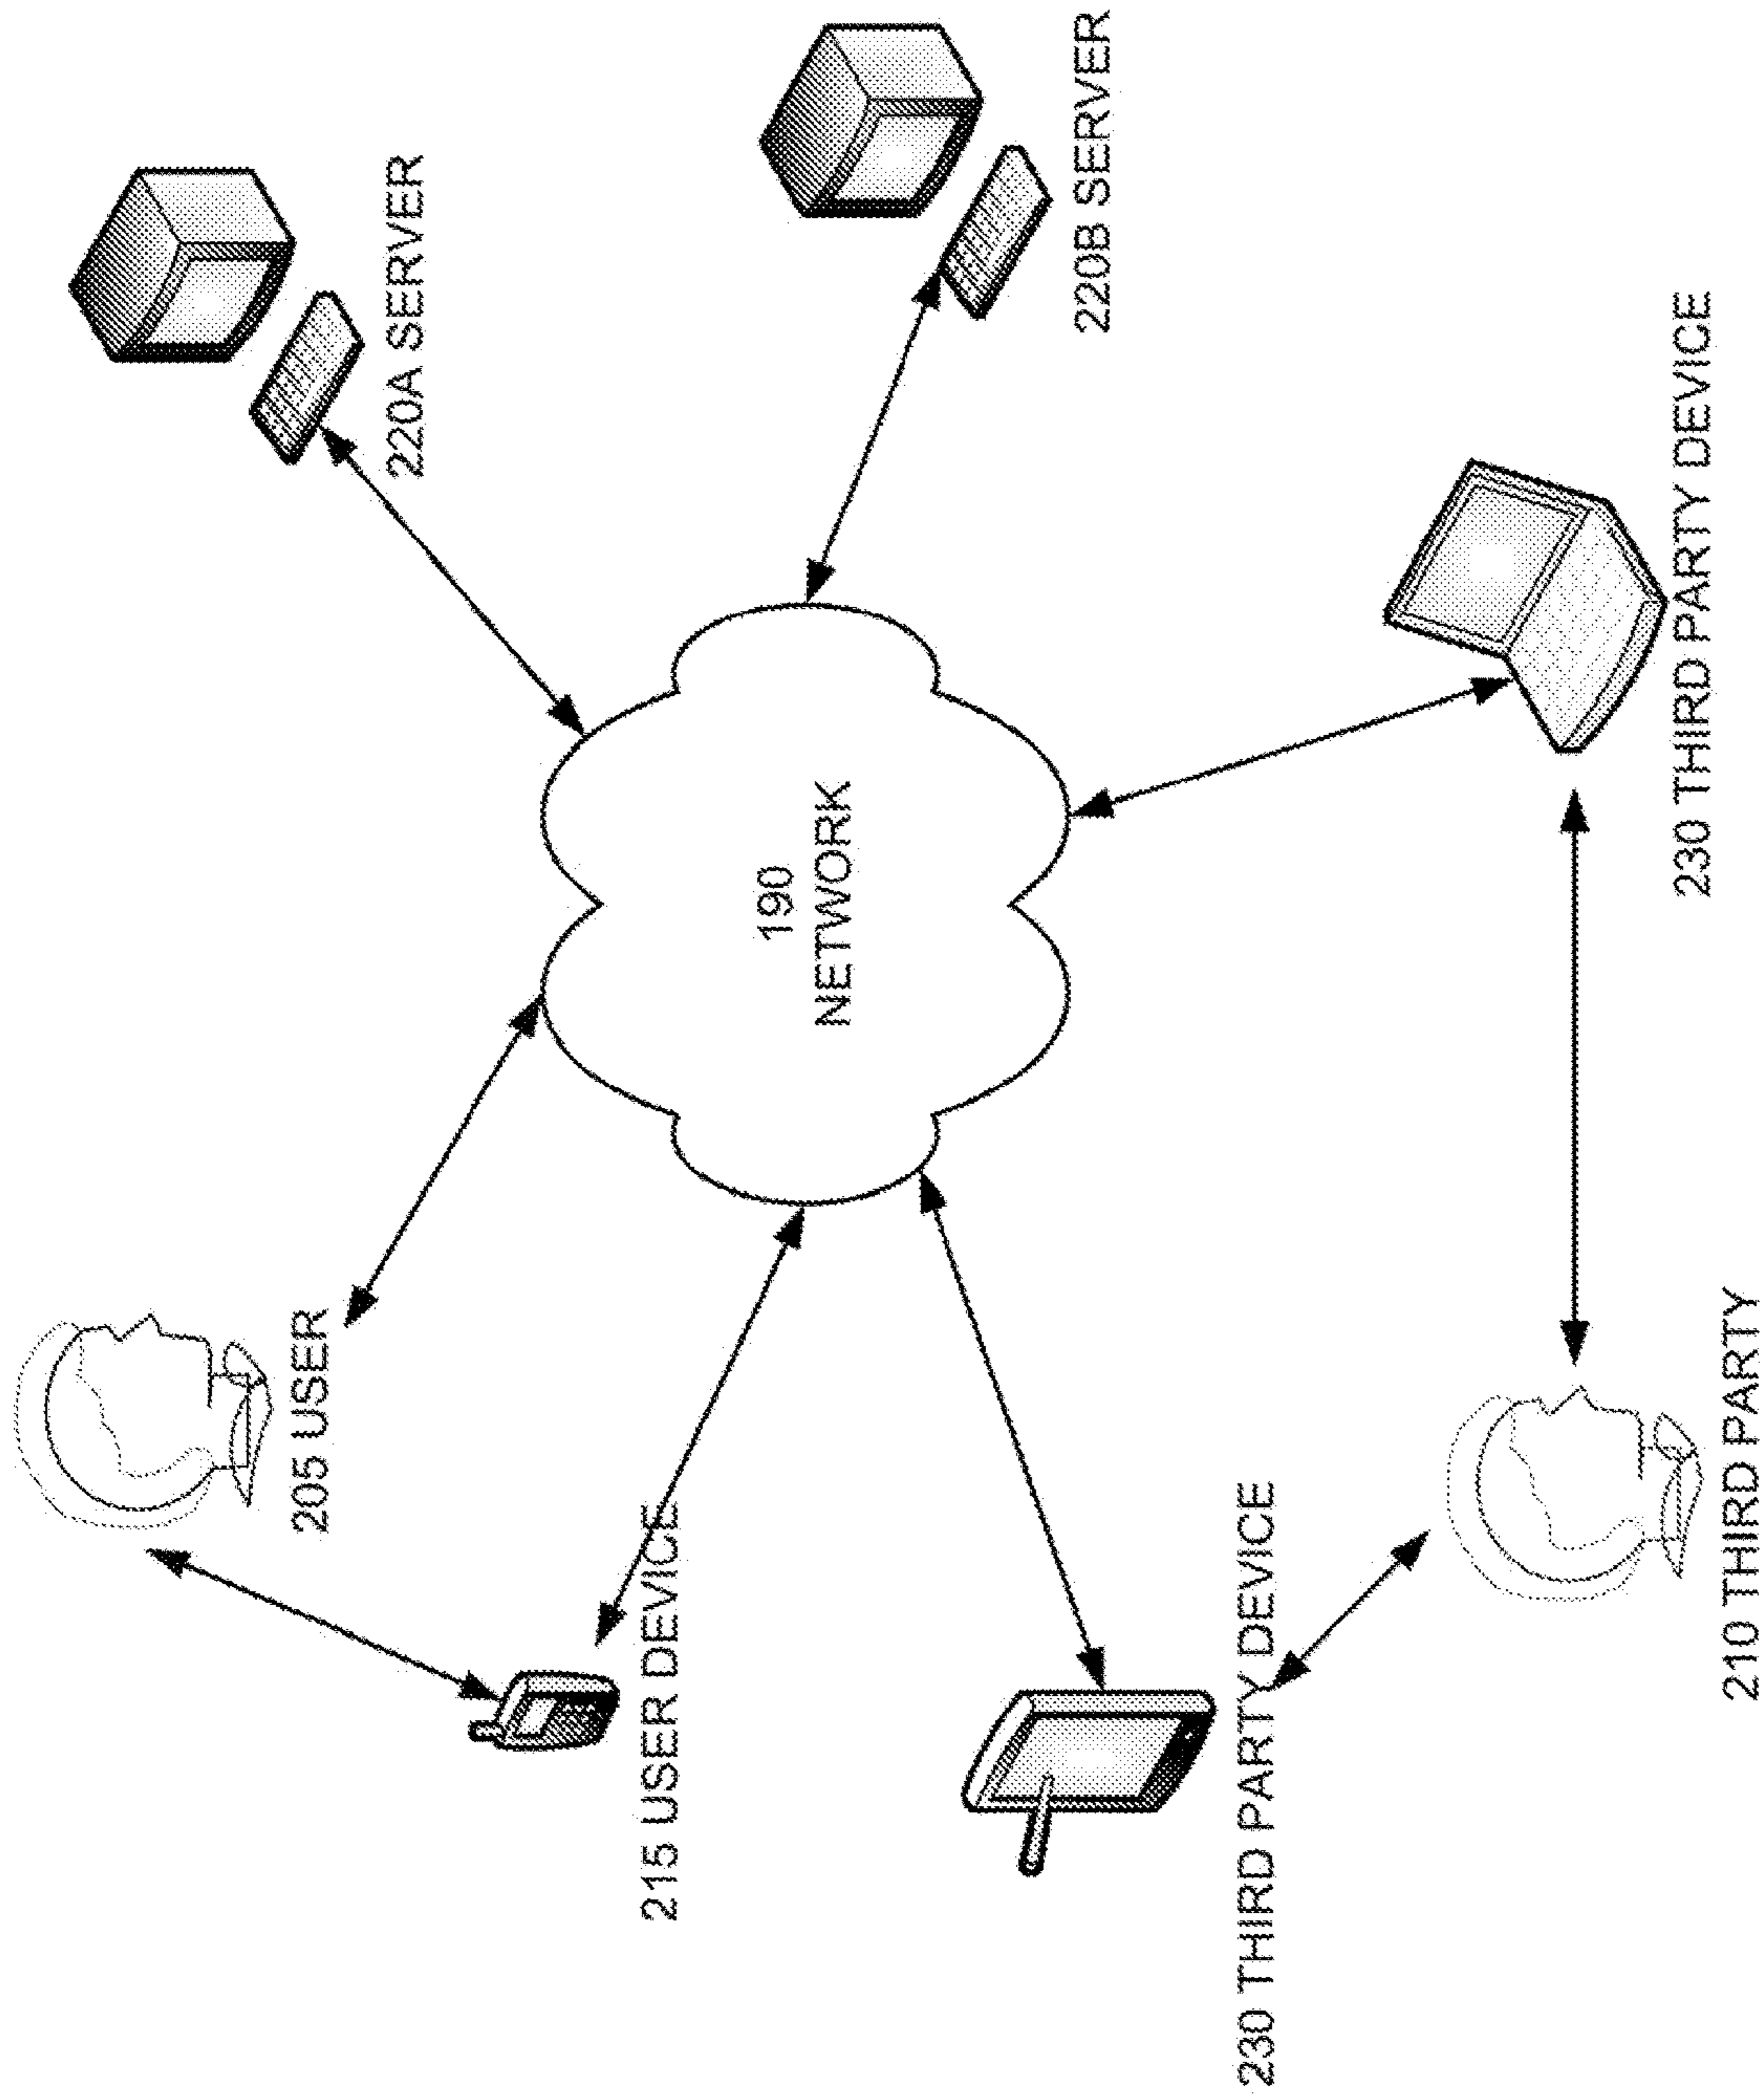 205 USER
220A SERVER
215 USER DEVICE
190
NETWORK
220B SERVER
230 THIRD PARTY DEVICE
230 THIRD PARTY DEVICE
210 THIRD PARTY